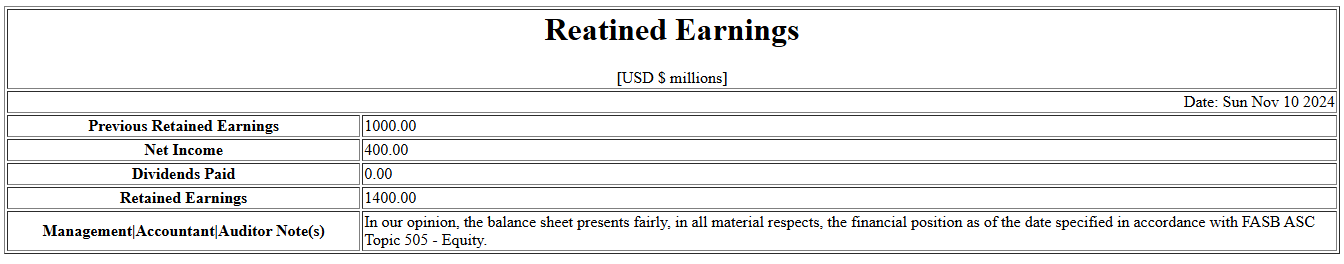 Reatined Earnings
[USD $ millions]
Date: Sun Nov 10 2024
Previous Retained Earnings 1000.00
Net Income 400.00
Dividends Paid 0.00
Retained Earnings 1400.00
Management|Accountant|Auditor Note(s) In our opinion, the balance sheet presents fairly, in all material respects, the financial position as of the date specified in accordance with FASB ASC
Topic 505 - Equity.